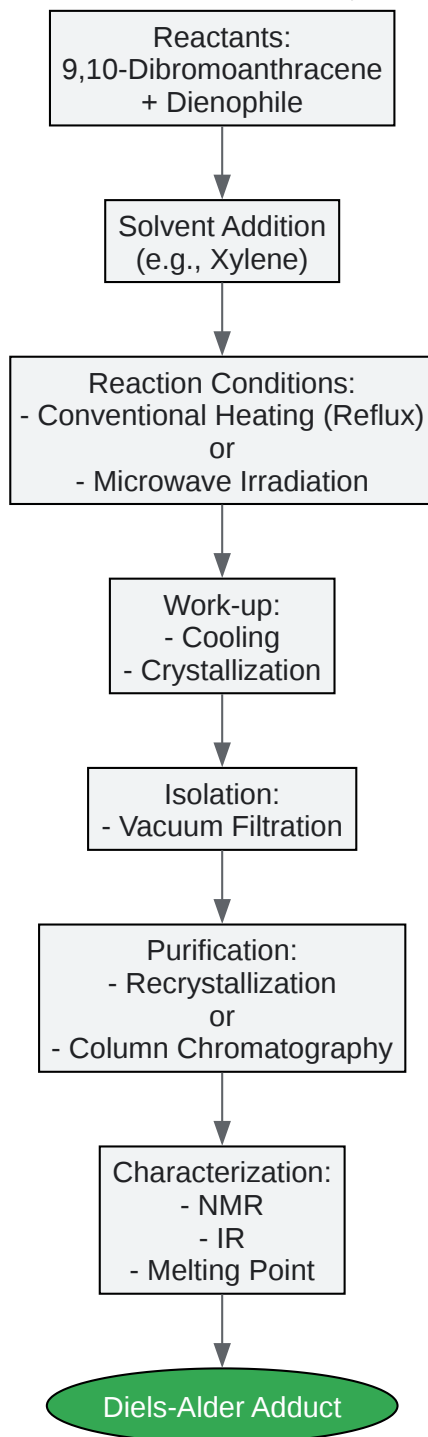 Reactants:
9,10-Dibromoanthracene
+ Dienophile
Solvent Addition
(e.g., Xylene)
Reaction Conditions:
- Conventional Heating (Reflux)
or
- Microwave Irradiation
Work-up:
- Cooling
- Crystallization
Isolation:
- Vacuum Filtration
Purification:
- Recrystallization
or
- Column Chromatography
Characterization:
- NMR
- IR
- Melting Point
Diels-Alder Adduct